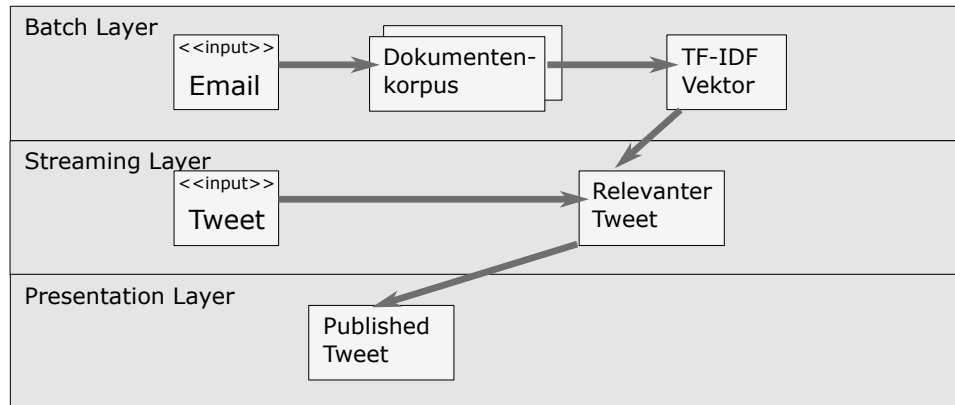 Batch Layer
<<input>>
Email
Dokumenten-
korpus
TF-IDF
Vektor
Streaming Layer
<<input>>
Tweet
Relevanter
Tweet
Presentation Layer
Published
Tweet